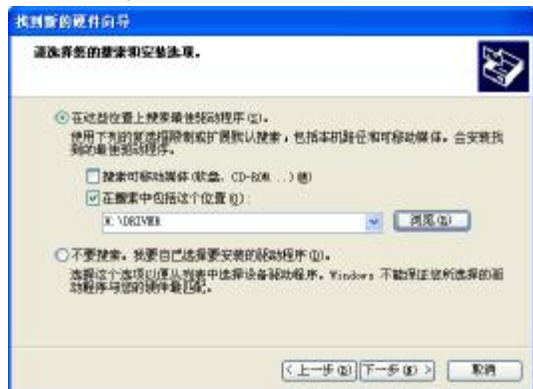 找到新的硬件向导
请选择您的搜索和安装选项。
在这些位置上搜索最佳驱动程序(S)。
使用下列的复选框限制或扩展默认搜索，包括本机路径和可移动媒体。会安装找
到的最佳驱动程序。
搜索可移动媒体(软盘、CD-ROM...)(M)
在搜索中包括这个位置(O):
浏览(R)
不要搜索。我要自己选择要安装的驱动程序(D)。
选择这个选项以便从列表中选择设备驱动程序。Windows 不能保证您所选择的驱
动程序与您的硬件最匹配。
< 上一步(B)
下一步(N) >
取消